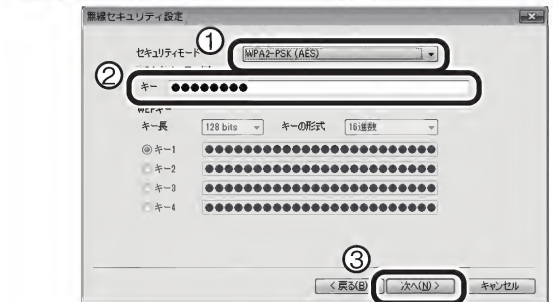 無線セキュリティ設定
①
セキュリティモード WPA2-PSK (AES)
②
キー ●●●●●●●●
WEPキー
キー長 128 bits キーの形式 16進数
キー1 ●●●●●●●●●●●●●●●●●●●●●●●●●●
キー2 ●●●●●●●●●●●●●●●●●●●●●●●●●●
キー3 ●●●●●●●●●●●●●●●●●●●●●●●●●●
キー4 ●●●●●●●●●●●●●●●●●●●●●●●●●●
③
< 戻る(B) 次へ(N) > キャンセル